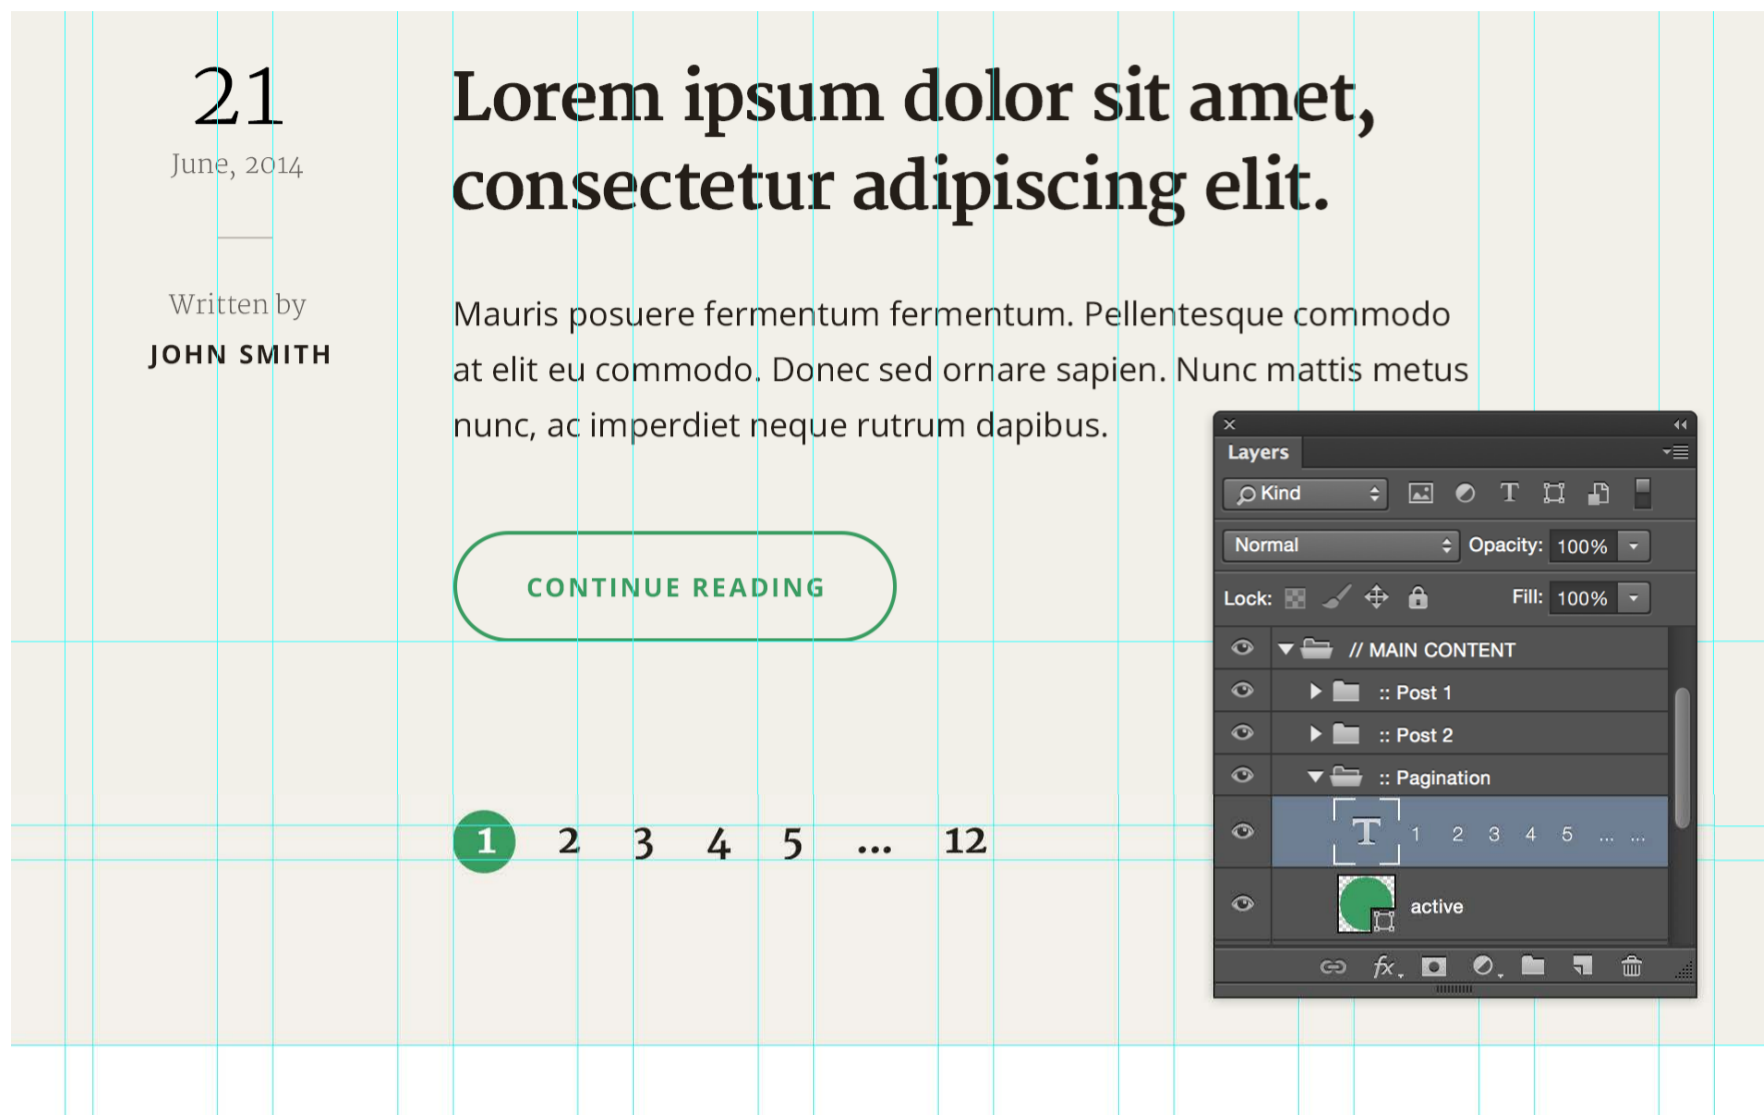 21
June, 2014
Written by
JOHN SMITH
Lorem ipsum dolor sit amet,
consectetur adipiscing elit.
Mauris posuere fermentum fermentum. Pellentesque commodo
at elit eu commodo. Donec sed ornare sapien. Nunc mattis metus
nunc, ac imperdiet neque rutrum dapibus.
CONTINUE READING
1 2 3 4 5 ... 12
Layers
Kind
Normal Opacity: 100%
Lock: Fill: 100%
// MAIN CONTENT
:: Post 1
:: Post 2
:: Pagination
T 1 2 3 4 5 ... ...
active
fx